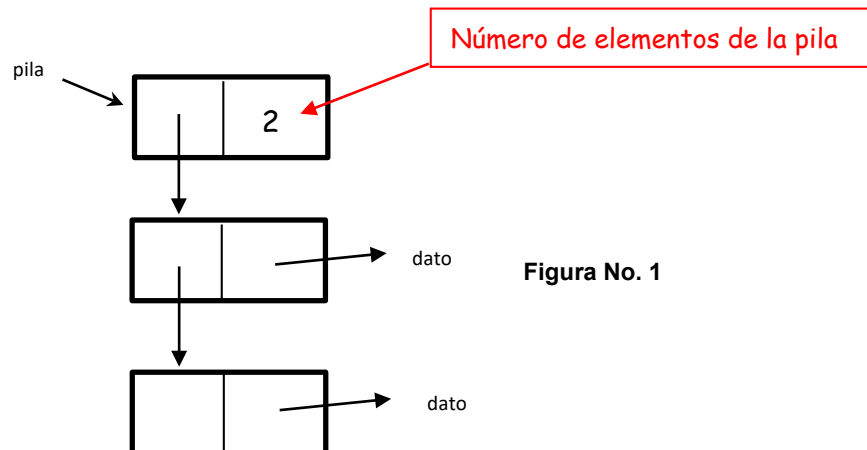 Número de elementos de la pila
pila
2
dato
Figura No. 1
dato